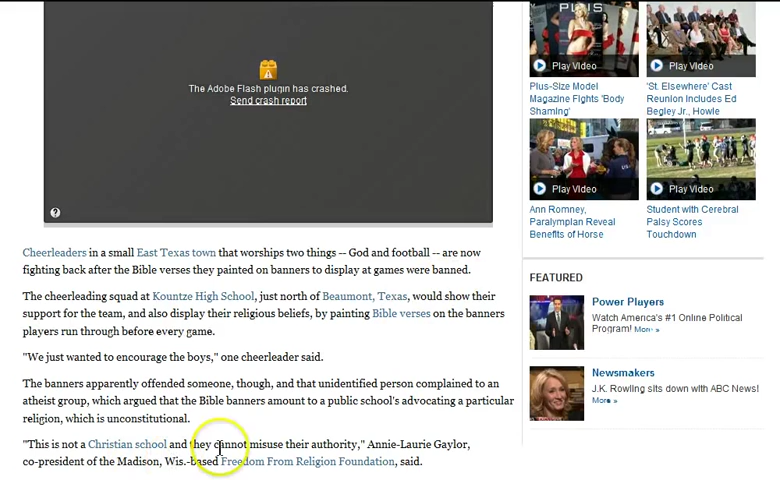 The Adobe Flash plugin has crashed.
Send crash report
?
Cheerleaders in a small East Texas town that worships two things -- God and football -- are now
fighting back after the Bible verses they painted on banners to display at games were banned.
The cheerleading squad at Kountze High School, just north of Beaumont, Texas, would show their
support for the team, and also display their religious beliefs, by painting Bible verses on the banners
players run through before every game.
"We just wanted to encourage the boys," one cheerleader said.
The banners apparently offended someone, though, and that unidentified person complained to an
atheist group, which argued that the Bible banners amount to a public school's advocating a particular
religion, which is unconstitutional.
"This is not a Christian school and they cannot misuse their authority," Annie-Laurie Gaylor,
co-president of the Madison, Wis.-based Freedom From Religion Foundation, said.
PLUS
Play Video
Plus-Size Model
Magazine Fights 'Body
Shaming'
Play Video
'St. Elsewhere' Cast
Reunion Includes Ed
Begley Jr., Howie
Play Video
Ann Romney,
Paralympian Reveal
Benefits of Horse
Play Video
Student with Cerebral
Palsy Scores
Touchdown
FEATURED
Power Players
Watch America's #1 Online Political
Program! More »
Newsmakers
J.K. Rowling sits down with ABC News!
More »